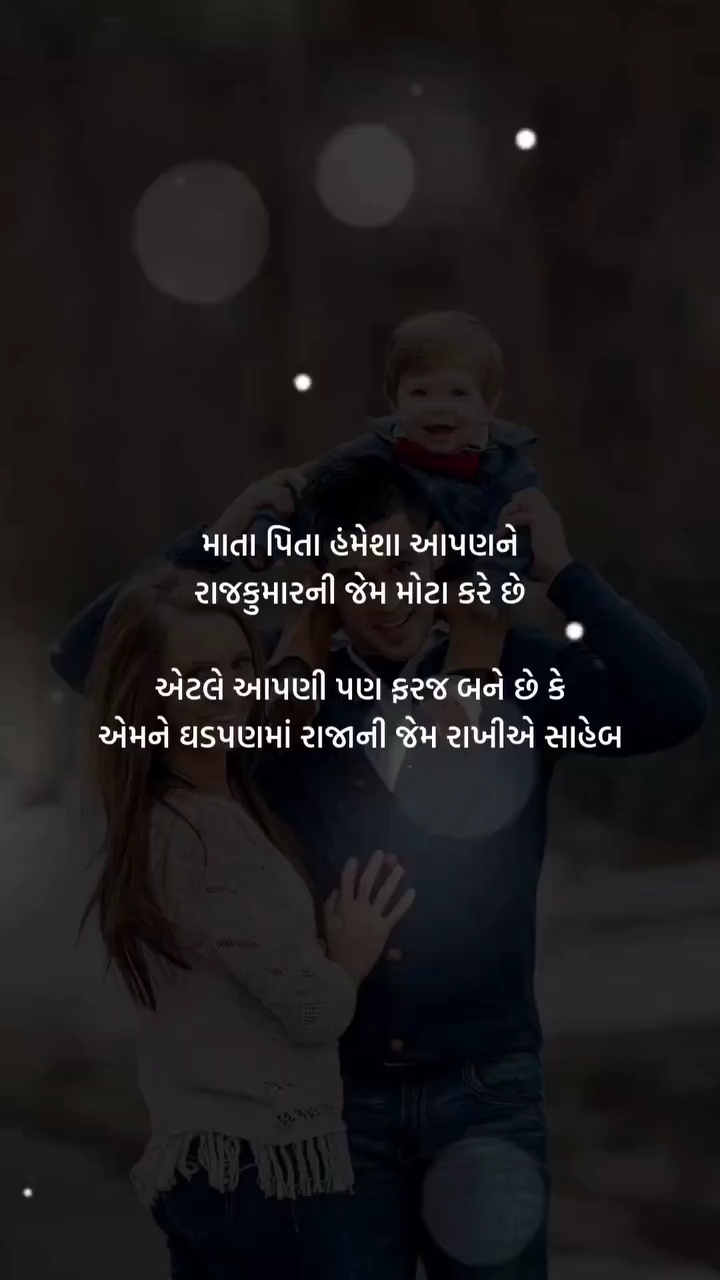 માતા પિતા હંમેશા આપણને
રાજકુમારની જેમ મોટા કરે છે
એટલે આપણી પણ ફરજ બને છે કે
એમને ઘડપણમાં રાજાની જેમ રાખીએ સાહેબ